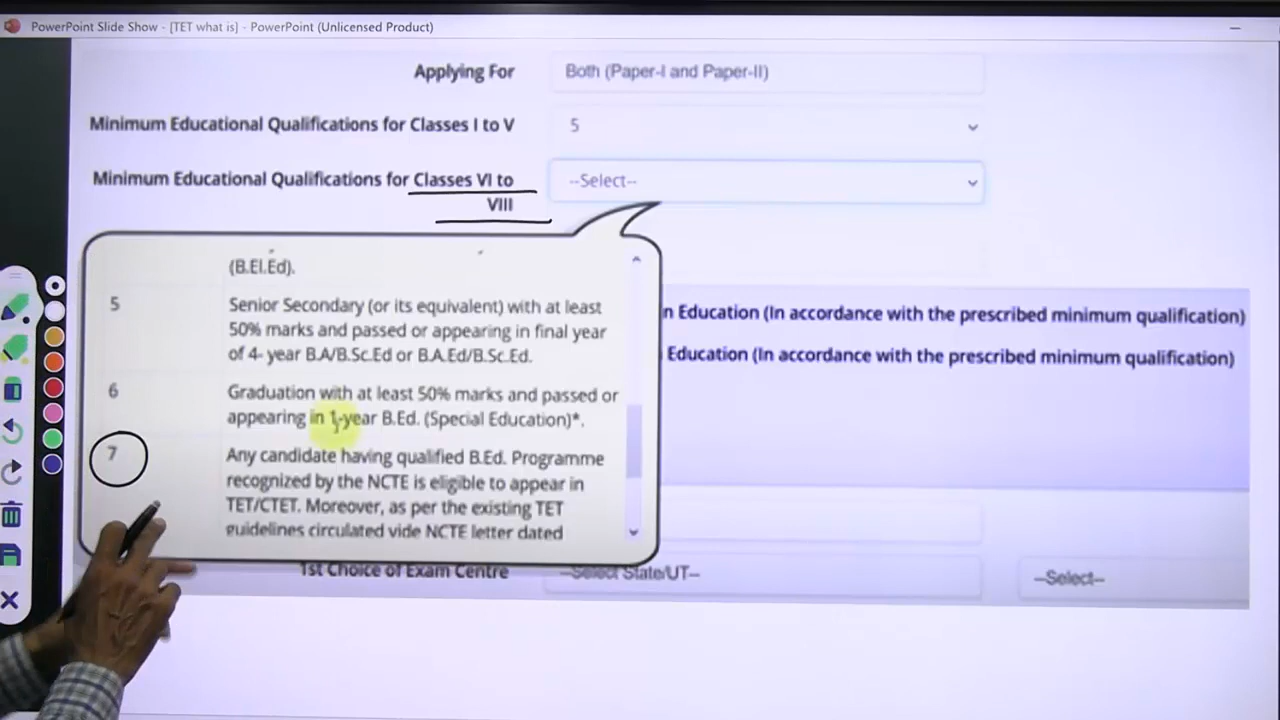 PowerPoint Slide Show - [TET what is] - PowerPoint (Unlicensed Product)
Applying For
Both (Paper-I and Paper-II)
Minimum Educational Qualifications for Classes I to V
5
Minimum Educational Qualifications for Classes VI to
VIII
--Select--
(B.El.Ed).
5
Senior Secondary (or its equivalent) with at least
50% marks and passed or appearing in final year
of 4- year B.A/B.Sc.Ed or B.A.Ed/B.Sc.Ed.
6
Graduation with at least 50% marks and passed or
appearing in 1-year B.Ed. (Special Education)*.
7
Any candidate having qualified B.Ed. Programme
recognized by the NCTE is eligible to appear in
TET/CTET. Moreover, as per the existing TET
guidelines circulated vide NCTE letter dated
n Education (In accordance with the prescribed minimum qualification)
Education (In accordance with the prescribed minimum qualification)
1st Choice of Exam Centre
--Select State/UT--
--Select--